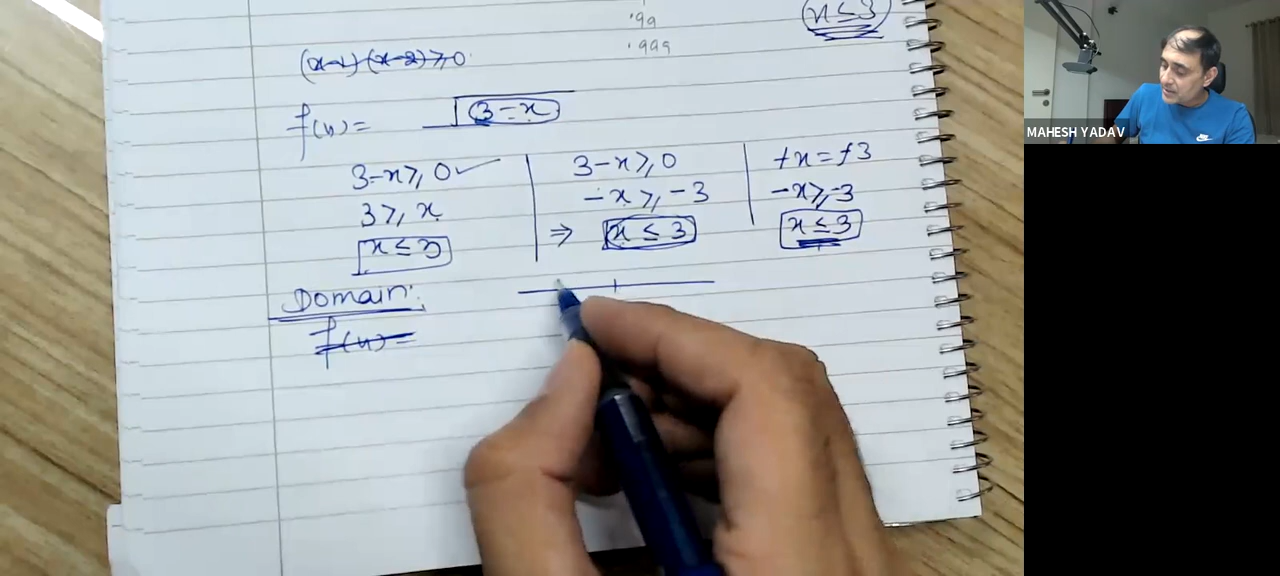 .99
x ≤ 3
.999
(x-1) (x-2) ≥ 0
f(x) = 3-x
3-x ≥ 0 ✓
3 ≥ x
x ≤ 3
3-x ≥ 0
-x ≥ -3
⇒ x ≤ 3
+x = +3
-x ≥ -3
x ≤ 3
Domain:
f(x) =
MAHESH YADAV